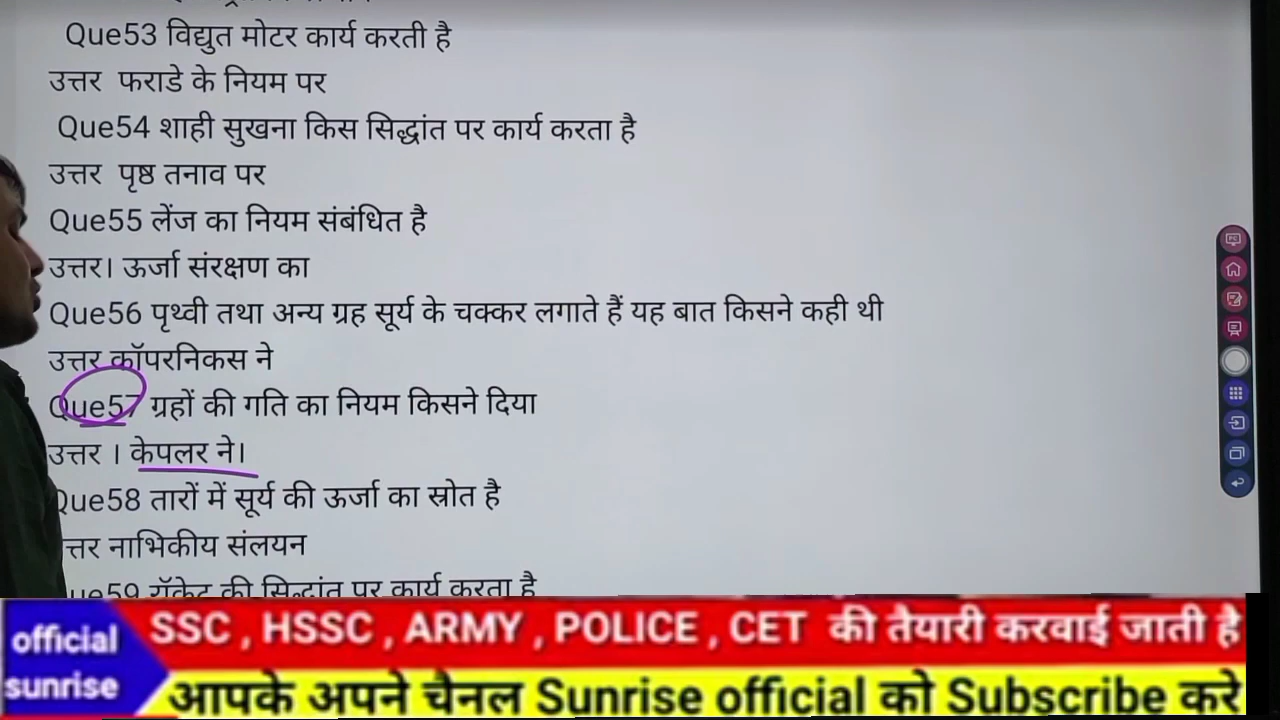 Que53 विद्युत मोटर कार्य करती है
उत्तर फराडे के नियम पर
Que54 शाही सुखना किस सिद्धांत पर कार्य करता है
उत्तर पृष्ठ तनाव पर
Que55 लेंज का नियम संबंधित है
उत्तर। ऊर्जा संरक्षण का
Que56 पृथ्वी तथा अन्य ग्रह सूर्य के चक्कर लगाते हैं यह बात किसने कही थी
उत्तर कॉपरनिकस ने
Que57 ग्रहों की गति का नियम किसने दिया
उत्तर । केपलर ने।
Que58 तारों में सूर्य की ऊर्जा का स्रोत है
त्तर नाभिकीय संलयन
ue59 रॉकेट की सिद्धांत पर कार्य करता है
official
sunrise
SSC , HSSC , ARMY , POLICE , CET की तैयारी करवाई जाती है
आपके अपने चैनल Sunrise official को Subscribe करे